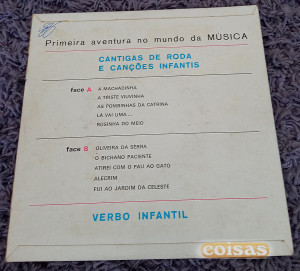 Primeira aventura no mundo da MÚSICA
CANTIGAS DE RODA
E CANÇÕES INFANTIS
face A
A MACHADINHA
A TRISTE VIUVINHA
AS POMBINHAS DA CATRINA
LÁ VAI UMA...
ROSINHA DO MEIO
face B
OLIVEIRA DA SERRA
O BICHANO PACIENTE
ATIREI COM O PAU AO GATO
ALECRIM
FUI AO JARDIM DA CELESTE
VERBO INFANTIL
coisas